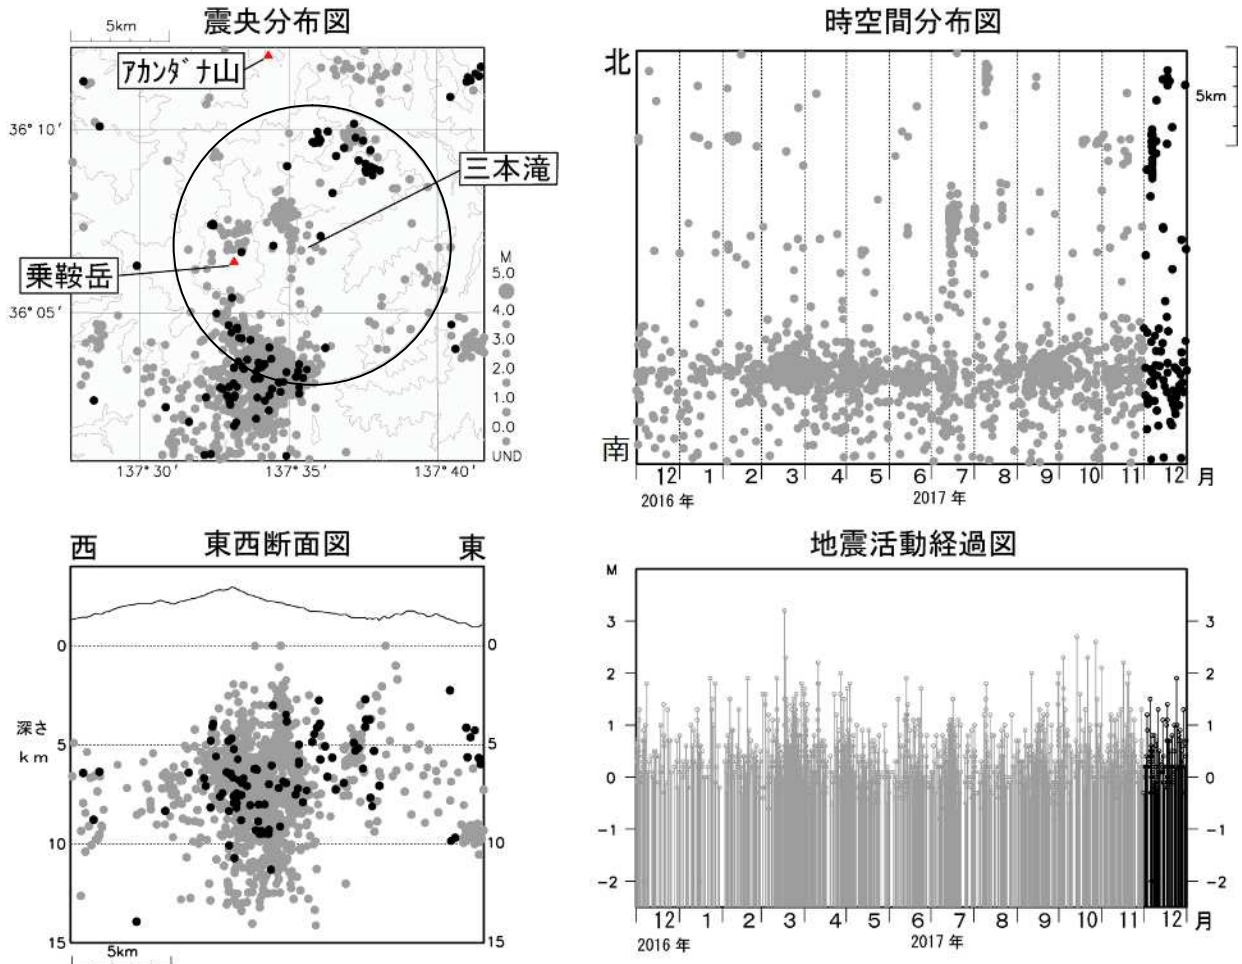 震央分布図
5km
アカンダナ山
三本滝
乗鞍岳
36° 10′
36° 05′
137° 30′
137° 35′
137° 40′
M
5.0
4.0
3.0
2.0
1.0
0.0
UND
時空間分布図
北
南
5km
12 1 2 3 4 5 6 7 8 9 10 11 12 月
2016 年
2017 年
東西断面図
西
東
0
5
10
15
深さ
km
0
5
10
15
5km
地震活動経過図
M
3
2
1
0
-1
-2
3
2
1
0
-1
-2
12 1 2 3 4 5 6 7 8 9 10 11 12 月
2016 年
2017 年